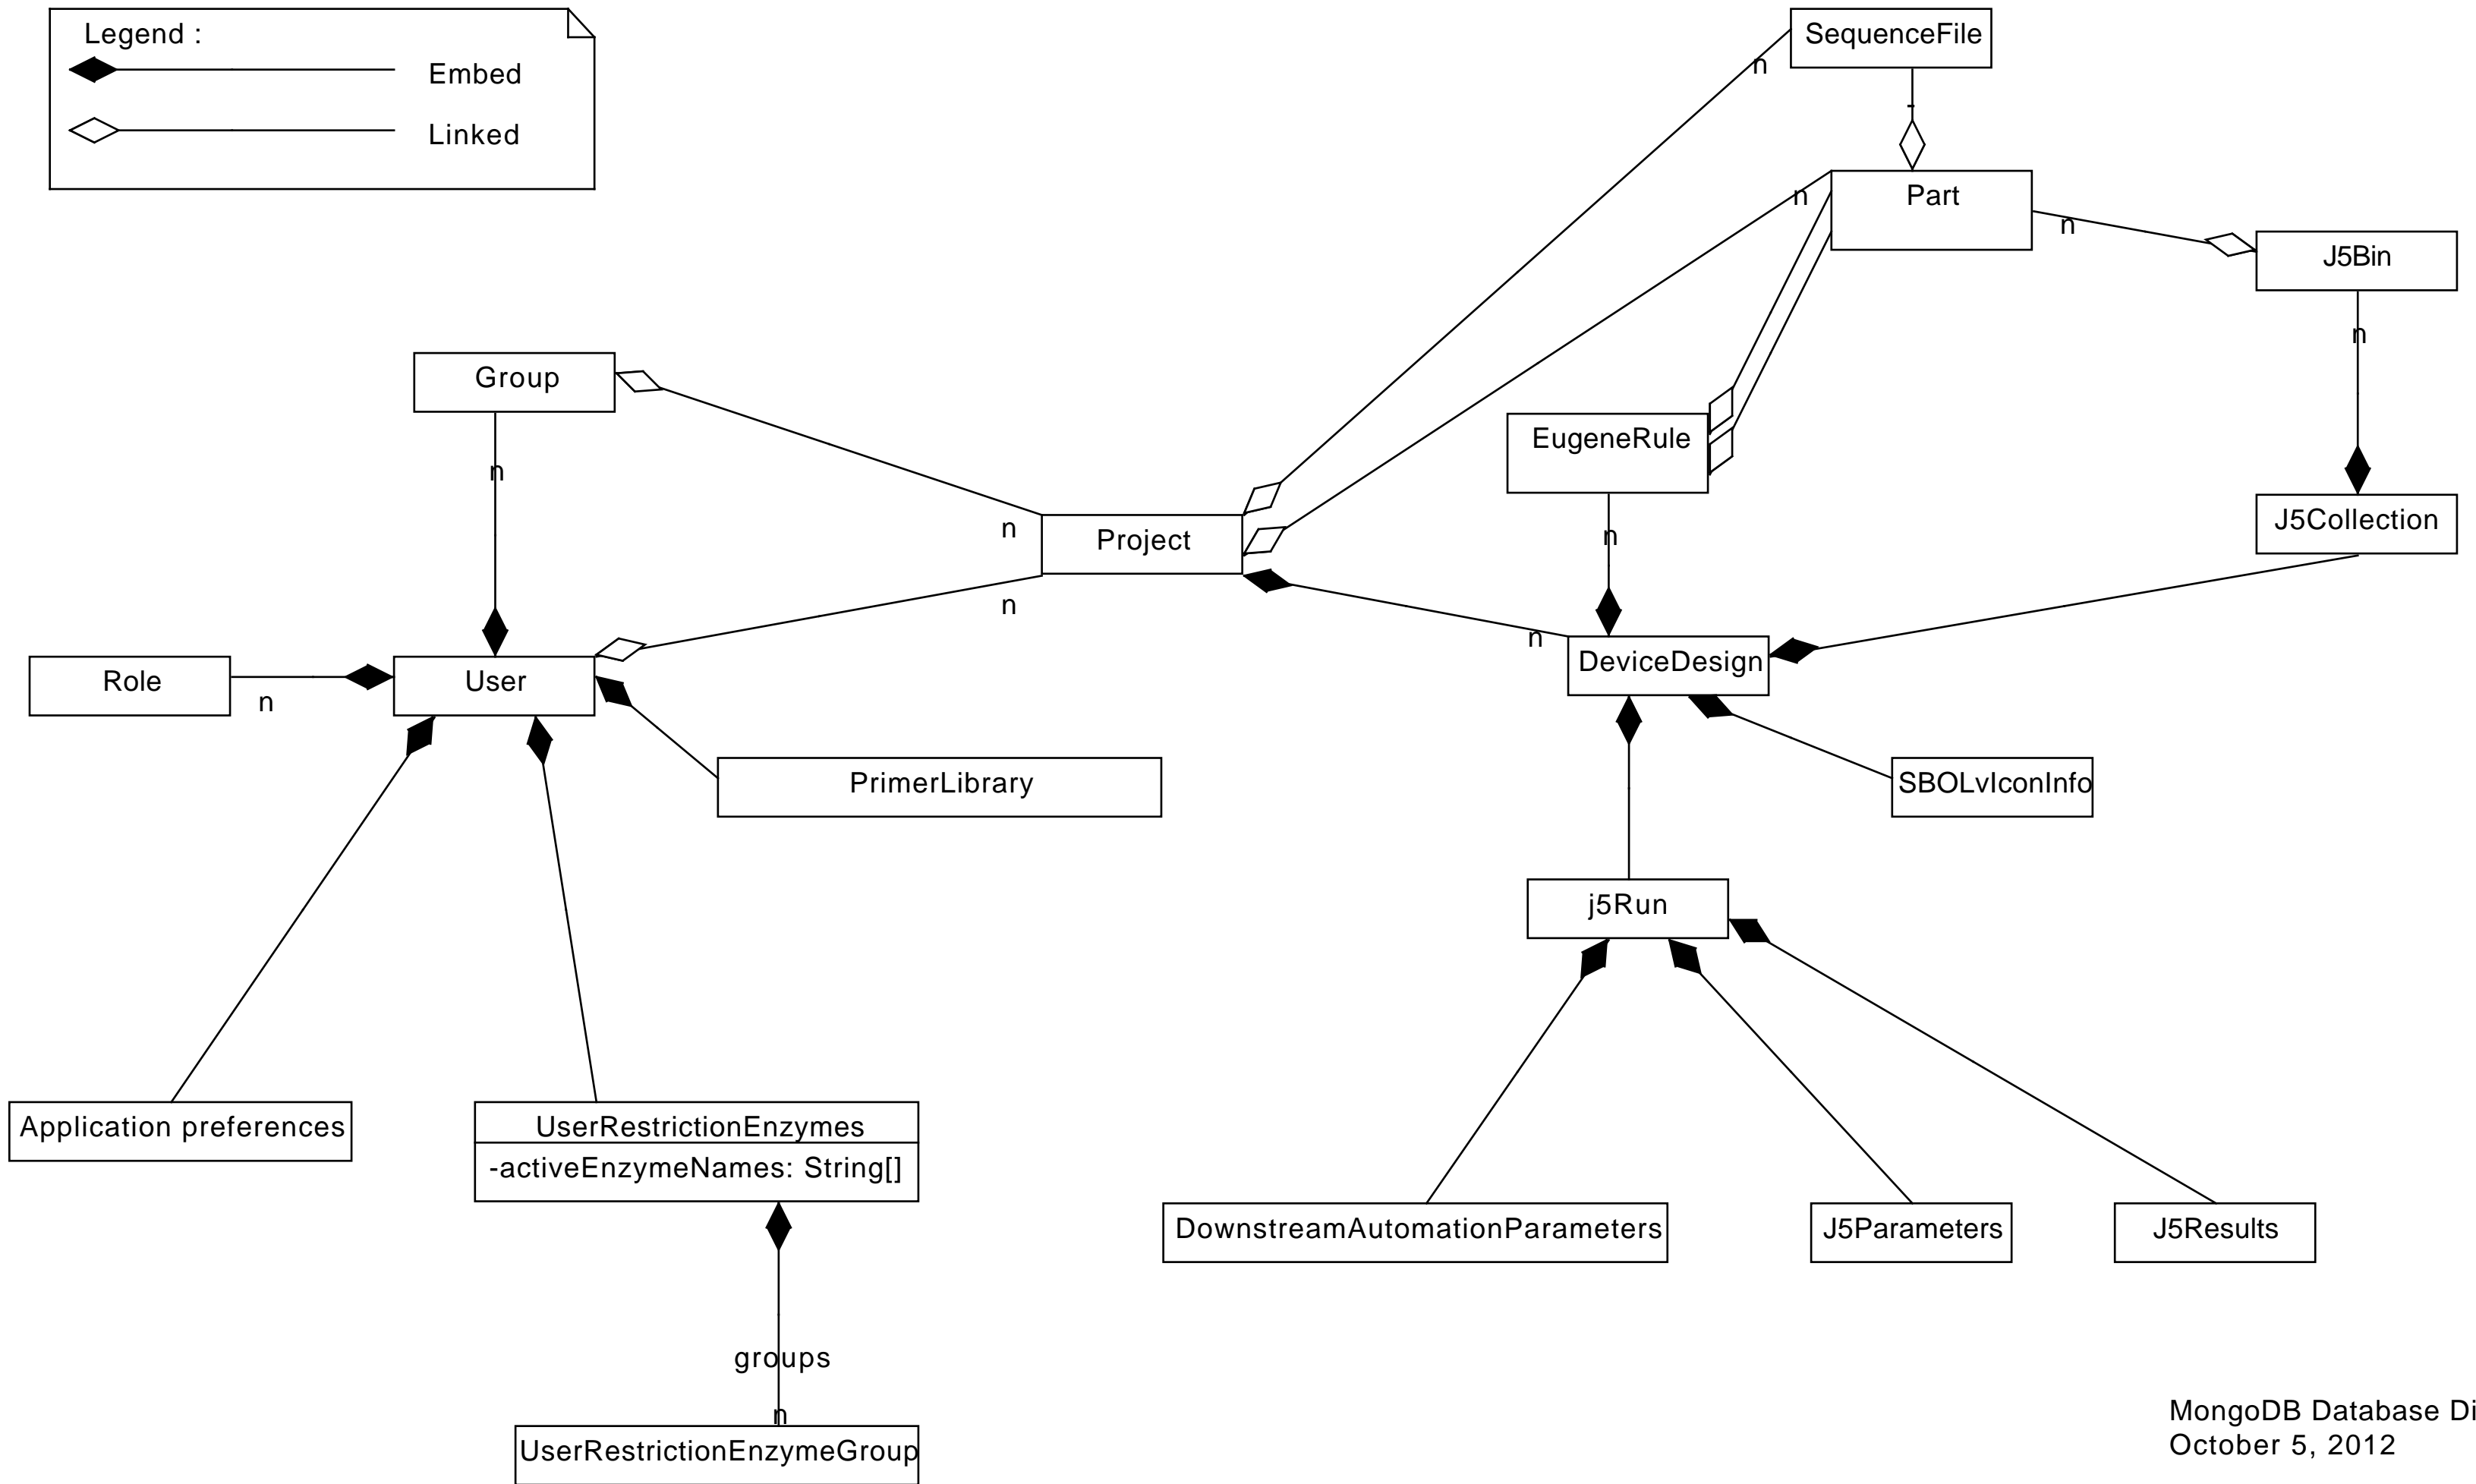 Legend :
Embed
Linked
SequenceFile
n
-
Part
n
n
J5Bin
n
Group
n
EugeneRule
n
J5Collection
n
Project
n
n
DeviceDesign
Role
n
User
PrimerLibrary
SBOLvIconInfo
j5Run
Application preferences
UserRestrictionEnzymes
-activeEnzymeNames: String[]
DownstreamAutomationParameters
J5Parameters
J5Results
groups
n
UserRestrictionEnzymeGroup
MongoDB Database Di
October 5, 2012